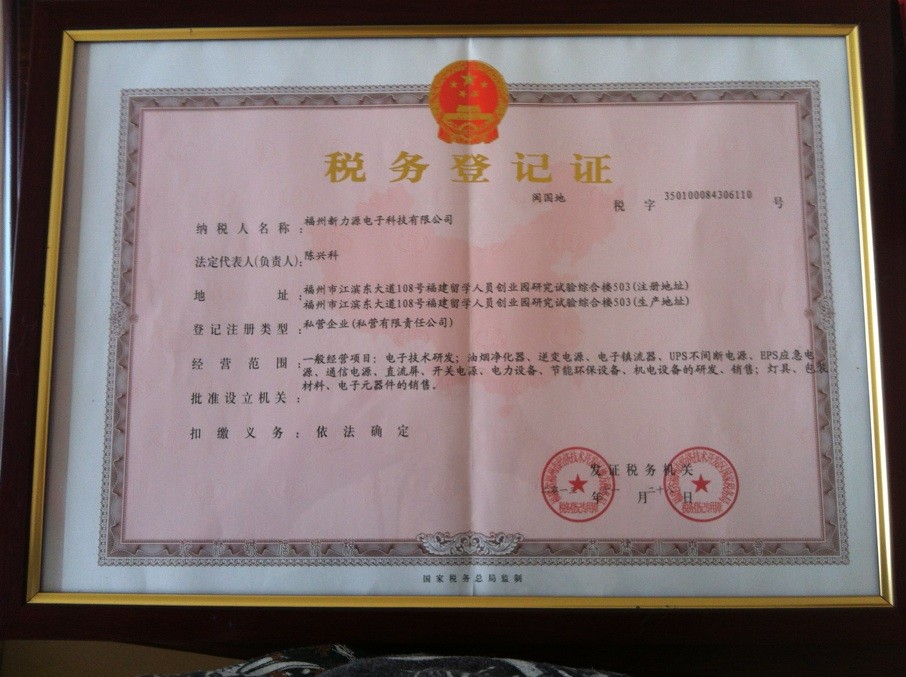 税务登记证
闽国地 税字 350100084306110 号
纳税人名称: 福州新力源电子科技有限公司
法定代表人(负责人): 陈兴科
地 址: 福州市江滨东大道108号福建留学人员创业园研究试验综合楼503(注册地址)
福州市江滨东大道108号福建留学人员创业园研究试验综合楼503(生产地址)
登记注册类型: 私营企业(私营有限责任公司)
经营范围: 一般经营项目: 电子技术研发; 油烟净化器、逆变电源、电子镇流器、UPS不间断电源、EPS应急电
源、通信电源、直流屏、开关电源、电力设备、节能环保设备、机电设备的研发、销售; 灯具、包装
材料、电子元器件的销售。
批准设立机关:
扣缴义务: 依法确定
发证税务机关
年 月 日
国家税务总局监制